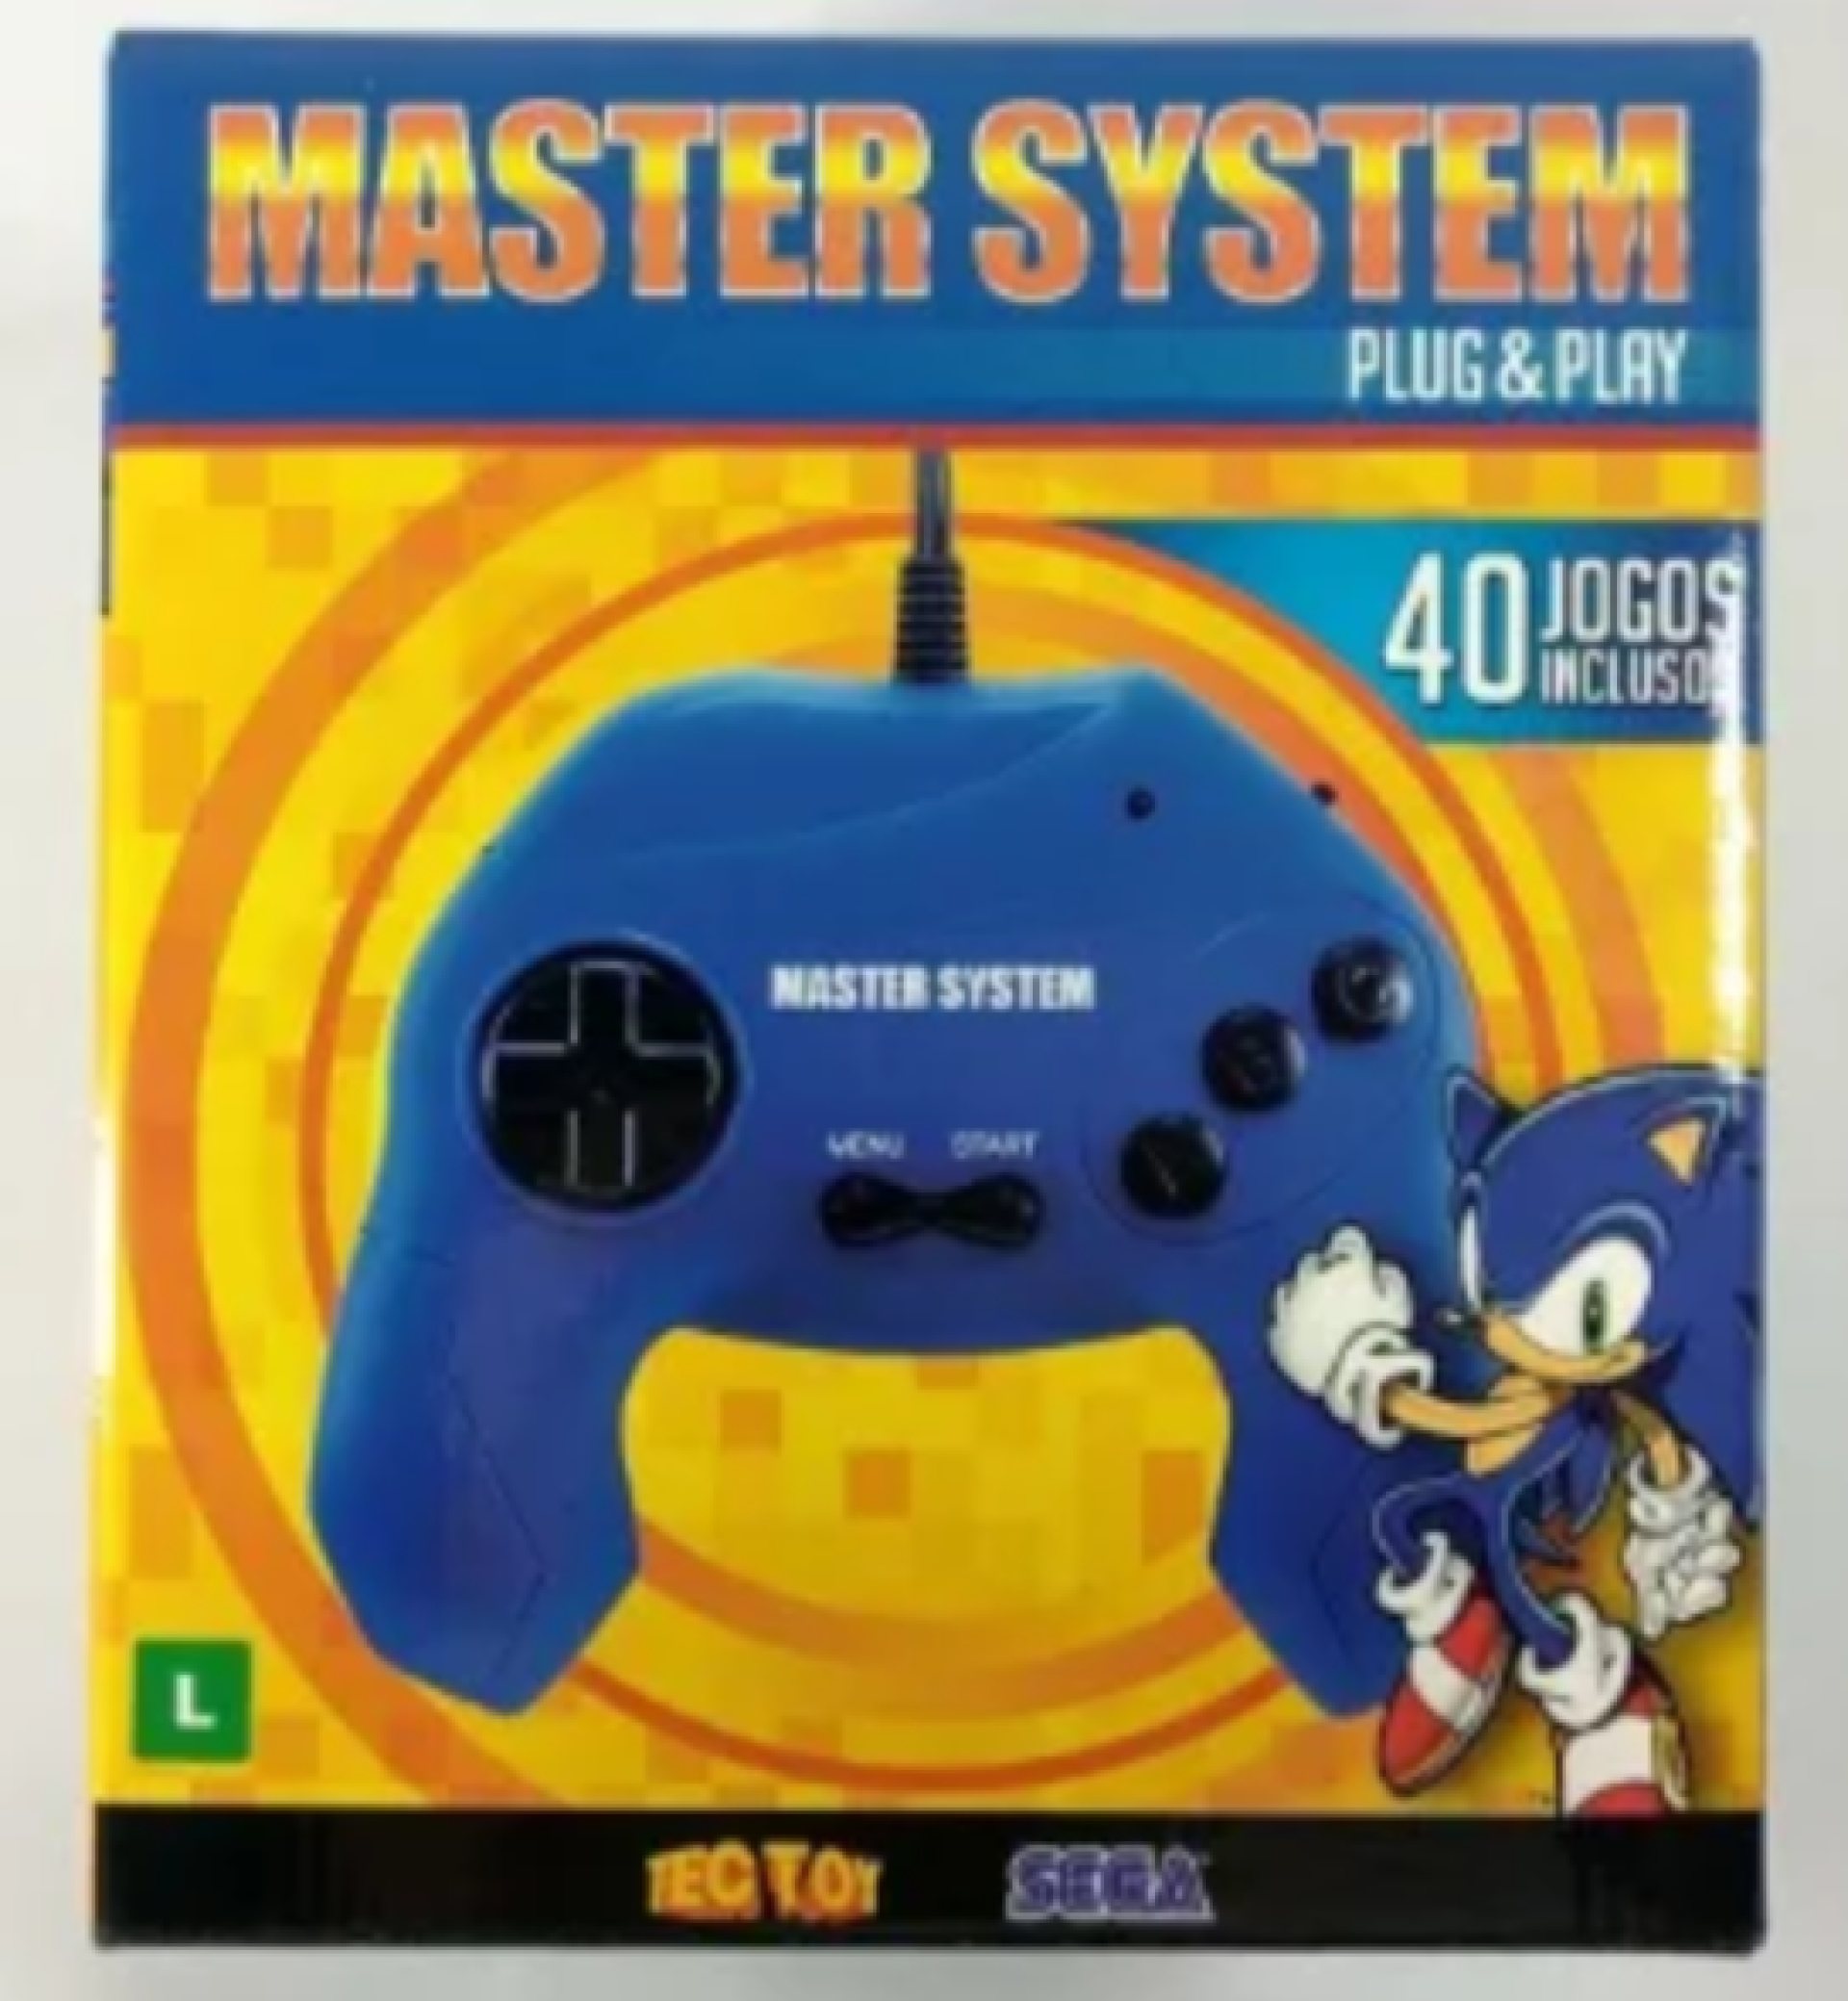 MASTER SYSTEM
PLUG & PLAY
40 JOGOS
INCLUSOS
MASTER SYSTEM
MENU START
C
B
A
L
TEC TOY SEGA